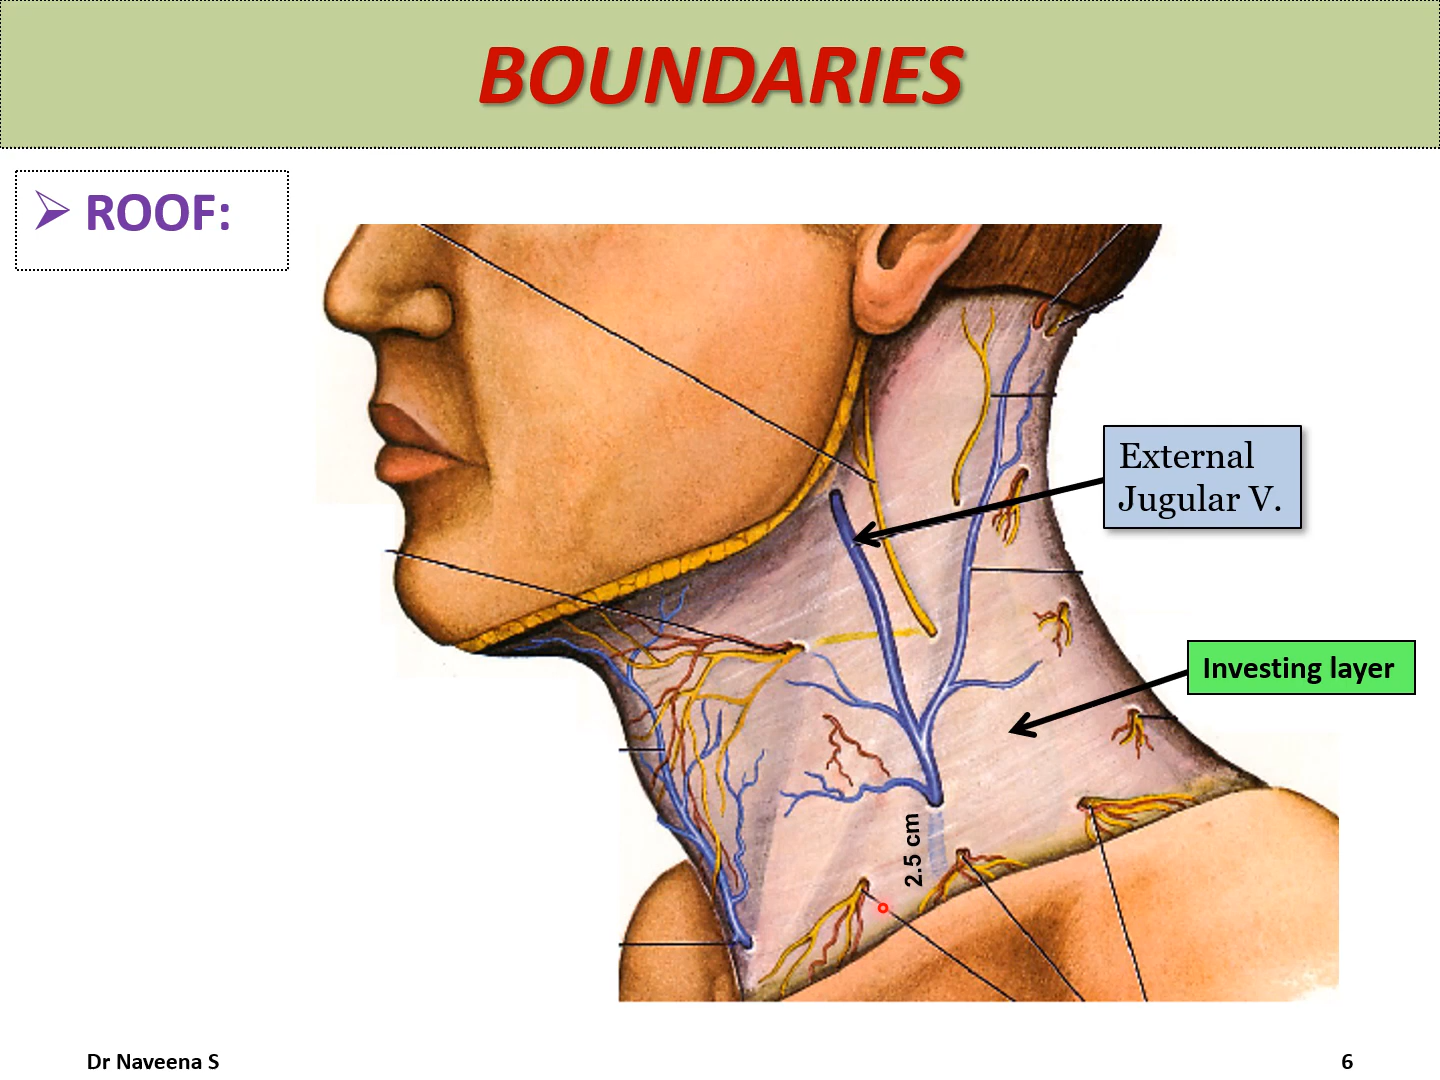 BOUNDARIES
ROOF:
External
Jugular V.
Investing layer
2.5 cm
Dr Naveena S
6